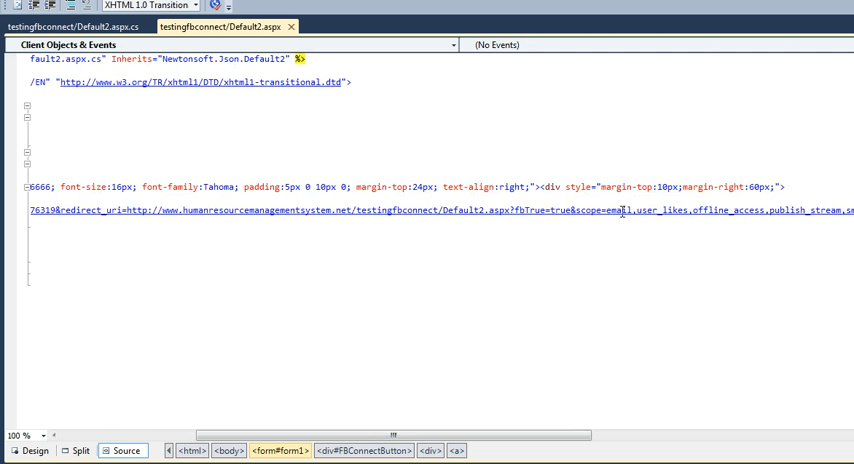 XHTML 1.0 Transition
testingfbconnect/Default2.aspx.cs testingfbconnect/Default2.aspx
Client Objects & Events (No Events)
fault2.aspx.cs" Inherits="Newtonsoft.Json.Default2" %>
/EN" "http://www.w3.org/TR/xhtml1/DTD/xhtml1-transitional.dtd">
6666; font-size:16px; font-family:Tahoma; padding:5px 0 10px 0; margin-top:24px; text-align:right;"><div style="margin-top:10px;margin-right:60px;">
76319&redirect_uri=http://www.humanresourcemanagementsystem.net/testingfbconnect/Default2.aspx?fbTrue=true&scope=email,user_likes,offline_access,publish_stream,sm
100 %
Design Split Source <html> <body> <form#form1> <div#FBConnectButton> <div> <a>